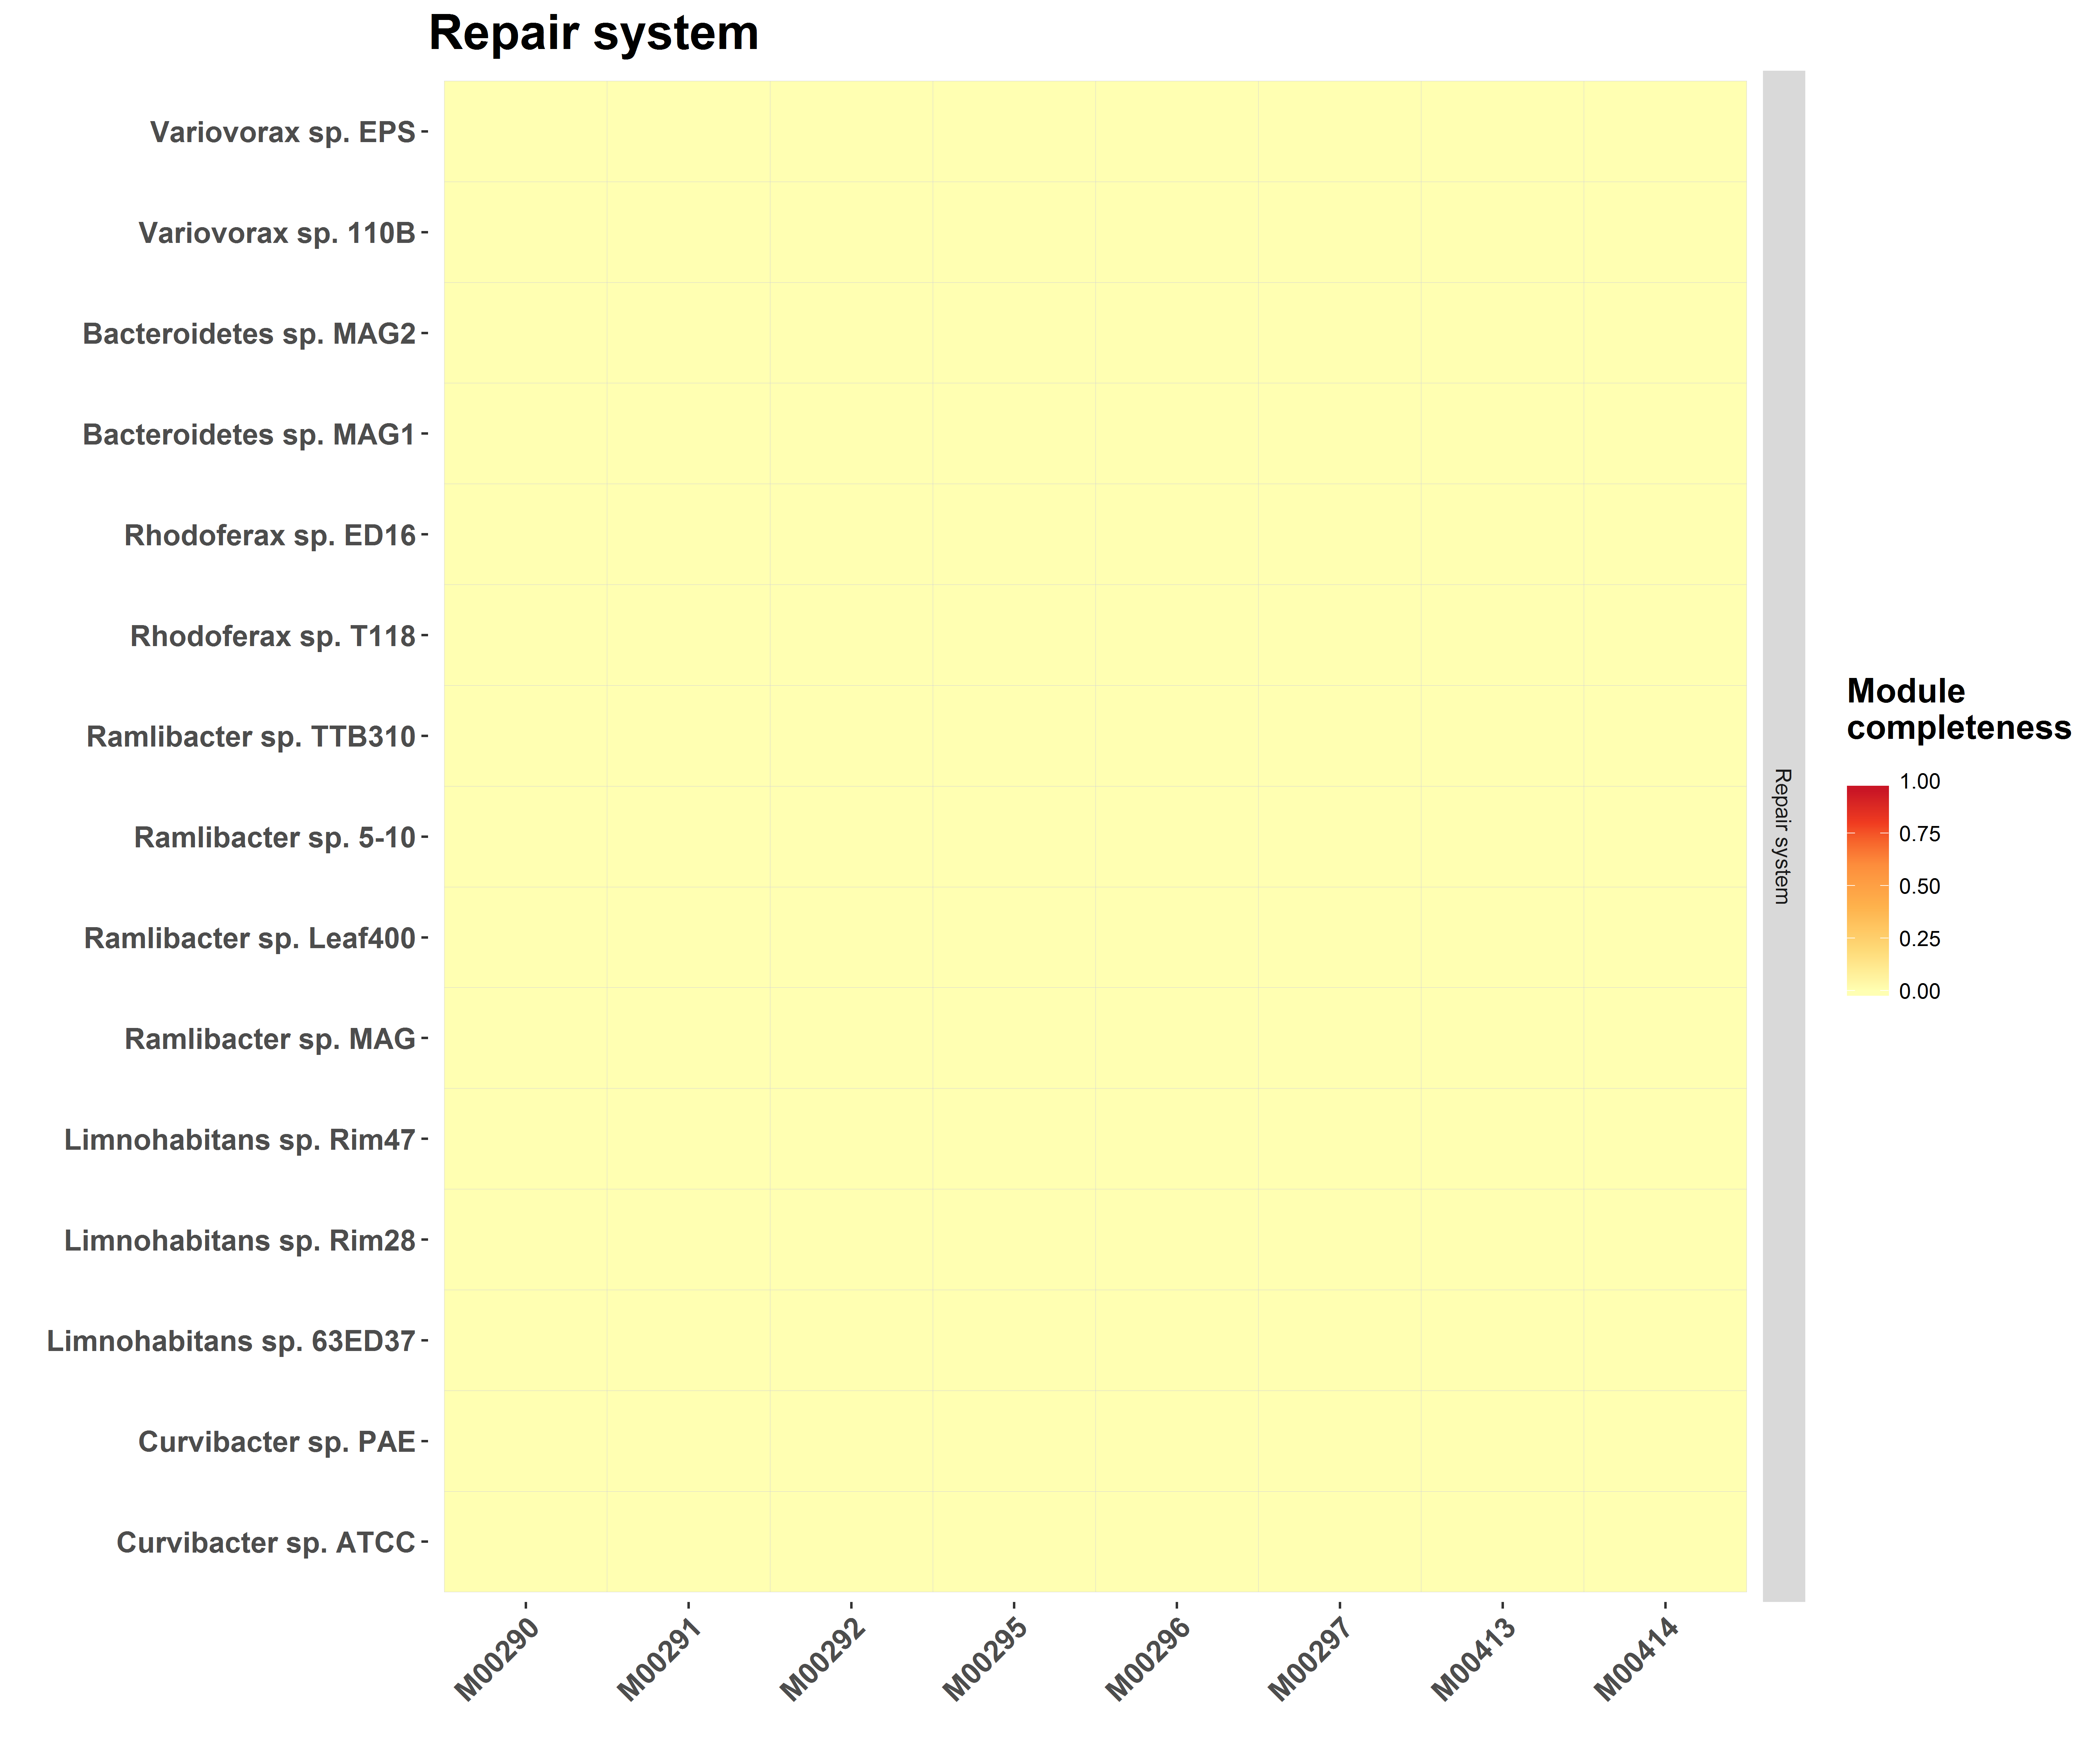 Repair system
Variovorax sp. EPS
Variovorax sp. 110B
Bacteroidetes sp. MAG2
Bacteroidetes sp. MAG1
Rhodoferax sp. ED16
Rhodoferax sp. T118
Ramlibacter sp. TTB310
Ramlibacter sp. 5-10
Ramlibacter sp. Leaf400
Ramlibacter sp. MAG
Limnohabitans sp. Rim47
Limnohabitans sp. Rim28
Limnohabitans sp. 63ED37
Curvibacter sp. PAE
Curvibacter sp. ATCC
M00290
M00291
M00292
M00295
M00296
M00297
M00413
M00414
Repair system
Module
completeness
1.00
0.75
0.50
0.25
0.00